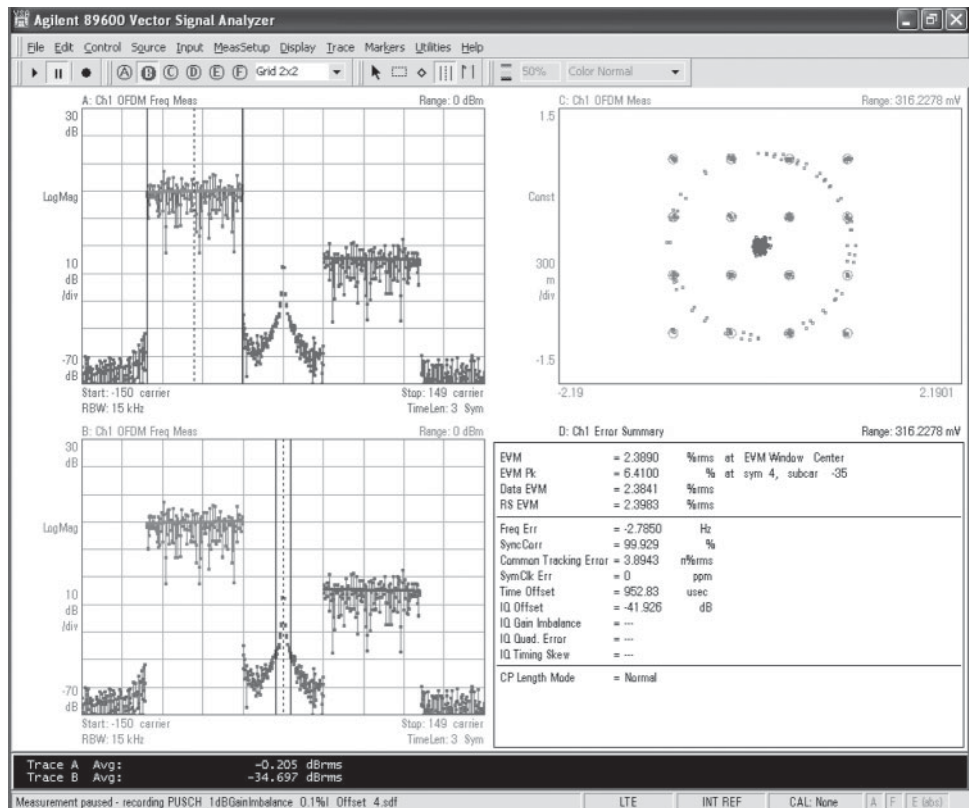 Agilent 89600 Vector Signal Analyzer
File Edit Control Source Input MeasSetup Display Trace Markers Utilities Help
A B C D E F Grid 2x2 50% Color Normal
A: Ch1 OFDM Freq Meas Range: 0 dBm
30
dB
LogMag
10
dB
/div
-70
dB
Start: -150 carrier Stop: 149 carrier
RBW: 15 kHz TimeLen: 3 Sym
C: Ch1 OFDM Meas Range: 316.2278 mV
1.5
Const
300
m
/div
-1.5
-2.19 2.1901
B: Ch1 OFDM Freq Meas Range: 0 dBm
30
dB
LogMag
10
dB
/div
-70
dB
Start: -150 carrier Stop: 149 carrier
RBW: 15 kHz TimeLen: 3 Sym
D: Ch1 Error Summary Range: 316.2278 mV
EVM = 2.3890 %rms at EVM Window Center
EVM Pk = 6.4100 % at sym 4, subcar -35
Data EVM = 2.3841 %rms
RS EVM = 2.3983 %rms
Freq Err = -2.7850 Hz
SyncCorr = 99.929 %
Common Tracking Error = 3.8943 n%rms
SymClk Err = 0 ppm
Time Offset = 952.83 usec
IQ Offset = -41.926 dB
IQ Gain Imbalance = ---
IQ Quad. Error = ---
IQ Timing Skew = ---
CP Length Mode = Normal
Trace A Avg: -0.205 dBrms
Trace B Avg: -34.697 dBrms
Measurement paused - recording PUSCH 1dBGainImbalance 0.1%I Offset 4.sdf LTE INT REF CAL: None A F E (abs)